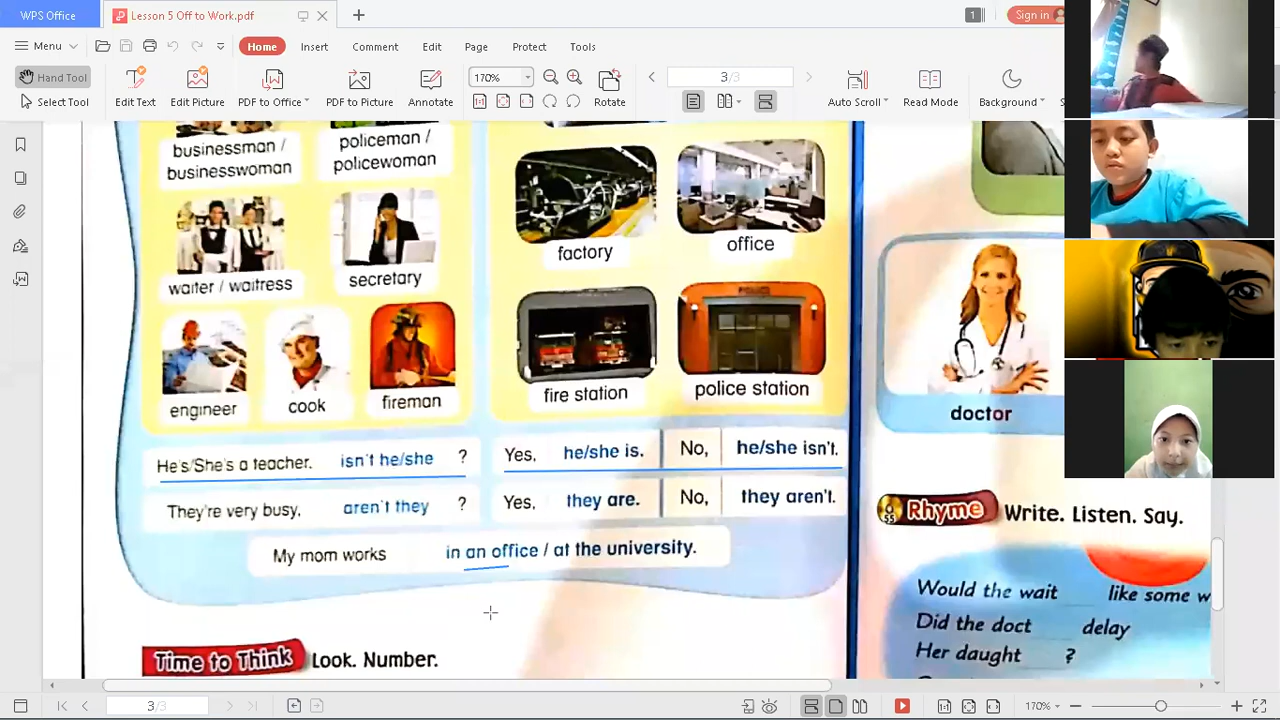 WPS Office
Lesson 5 Off to Work.pdf
1
Sign in
Menu
Home
Insert
Comment
Edit
Page
Protect
Tools
Hand Tool
Select Tool
Edit Text
Edit Picture
PDF to Office
PDF to Picture
Annotate
170%
Rotate
3/3
Auto Scroll
Read Mode
Background
businessman /
businesswoman
policeman /
policewoman
waiter / waitress
secretary
engineer
cook
fireman
factory
office
fire station
POLICE
police station
doctor
He's/She's a teacher, isn't he/she ?
Yes, he/she is. No, he/she isn't.
They're very busy, aren't they ?
Yes, they are. No, they aren't.
My mom works in an office / at the university.
Time to Think Look. Number.
55
Rhyme Write. Listen. Say.
Would the wait like some w
Did the doct delay
Her daught ?
3/3
170%